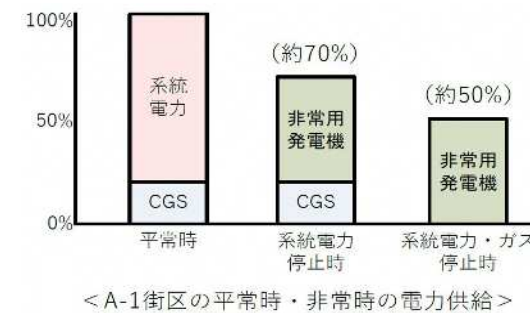 100%
50%
0%
系統
電力
CGS
平常時
（約70%）
非常用
発電機
CGS
系統電力
停止時
（約50%）
非常用
発電機
系統電力・ガス
停止時
＜A-1街区の平常時・非常時の電力供給＞